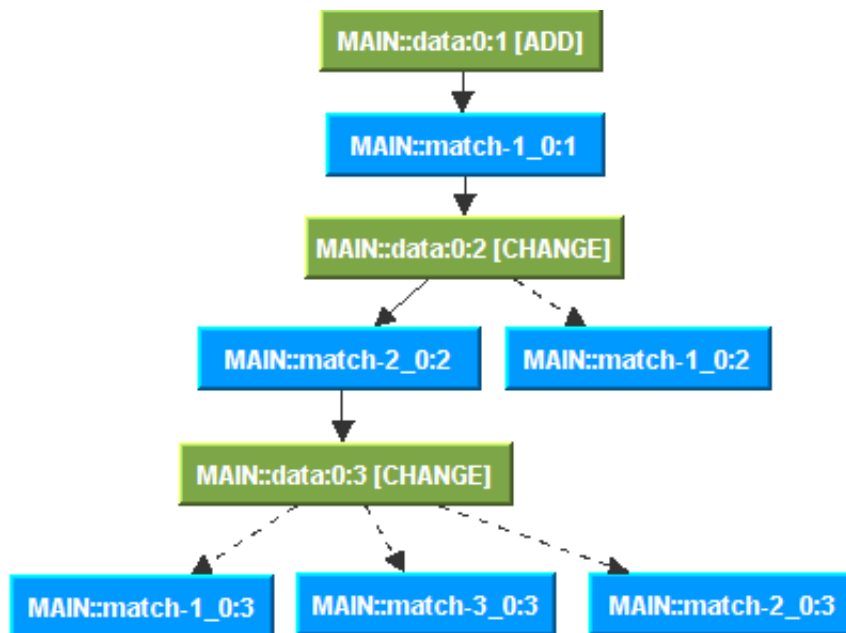 MAIN::data:0:1 [ADD]
MAIN::match-1_0:1
MAIN::data:0:2 [CHANGE]
MAIN::match-2_0:2
MAIN::match-1_0:2
MAIN::data:0:3 [CHANGE]
MAIN::match-1_0:3
MAIN::match-3_0:3
MAIN::match-2_0:3